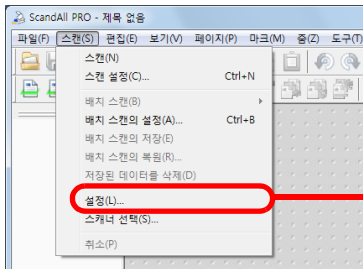 ScandAll PRO - 제목 없음
파일(F) 스캔(S) 편집(E) 보기(V) 페이지(P) 마크(M) 줌(Z) 도구(T)
스캔(N)
스캔 설정(C)... Ctrl+N
배치 스캔(B)
배치 스캔의 설정(A)... Ctrl+B
배치 스캔의 저장(E)
배치 스캔의 복원(R)...
저장된 데이터를 삭제(D)
설정(L)...
스캐너 선택(S)...
취소(P)